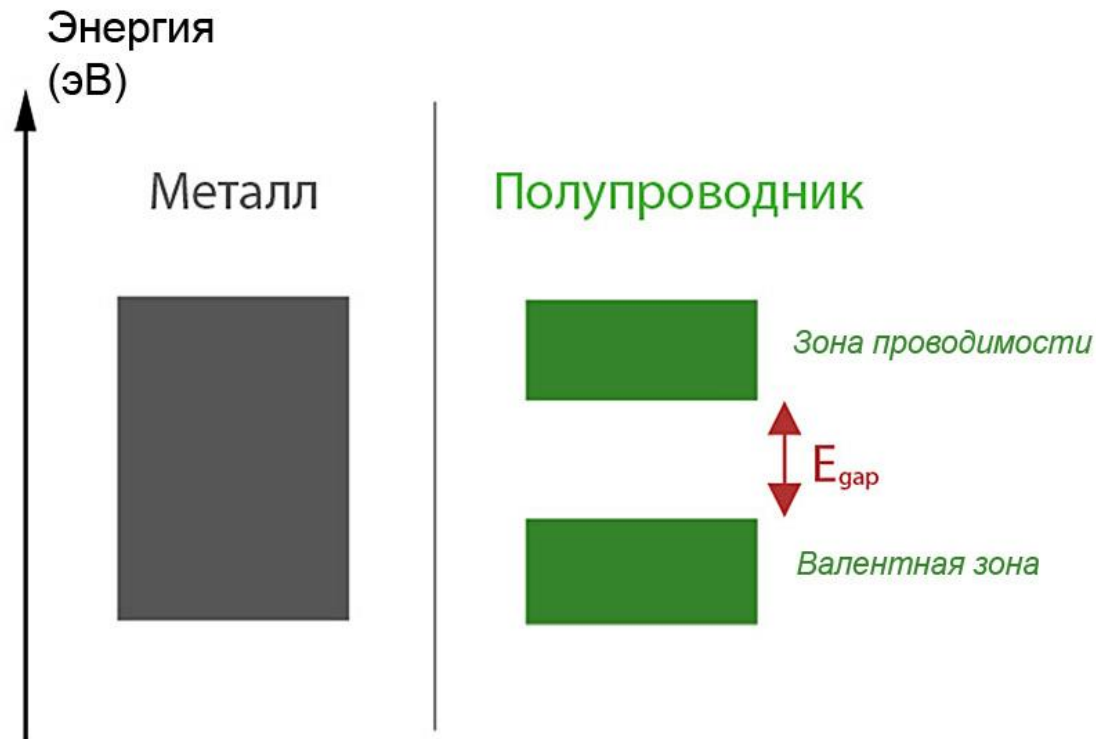 Энергия
(эВ)
Металл
Полупроводник
Зона проводимости
Egap
Валентная зона